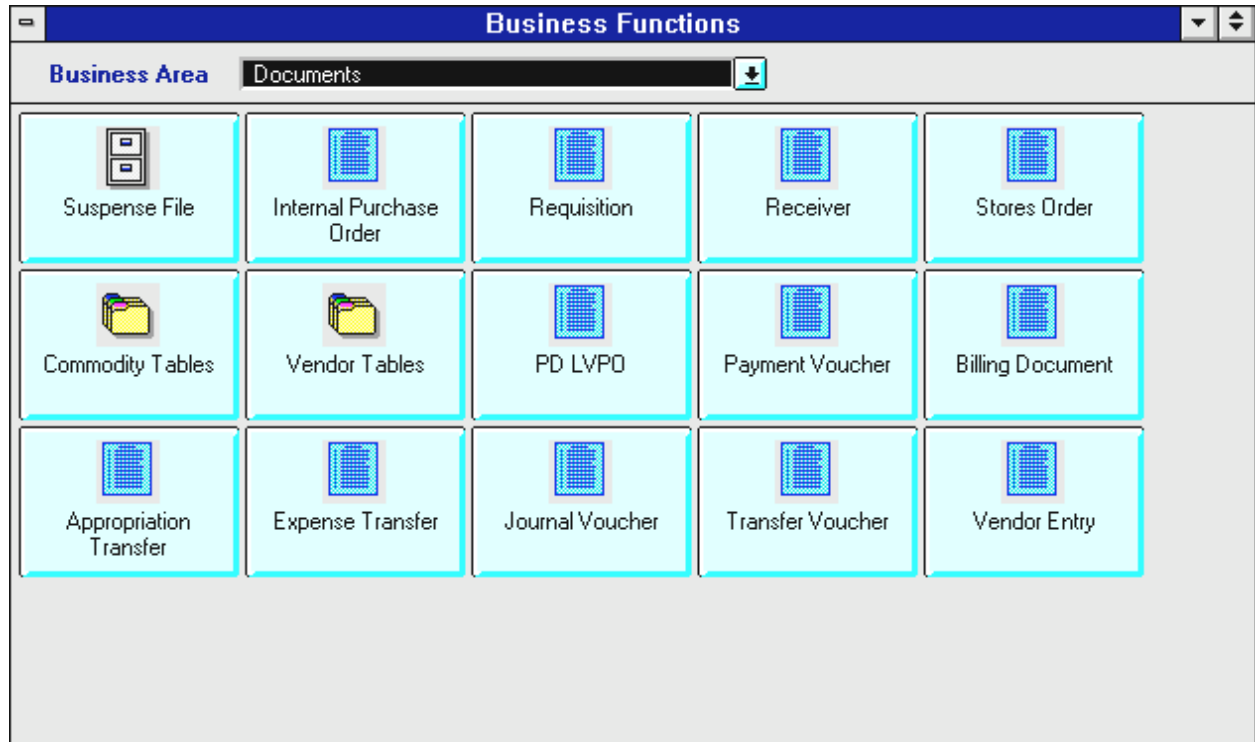 Business Functions
Business Area
Documents
Suspense File
Internal Purchase
Order
Requisition
Receiver
Stores Order
Commodity Tables
Vendor Tables
PD LVPO
Payment Voucher
Billing Document
Appropriation
Transfer
Expense Transfer
Journal Voucher
Transfer Voucher
Vendor Entry